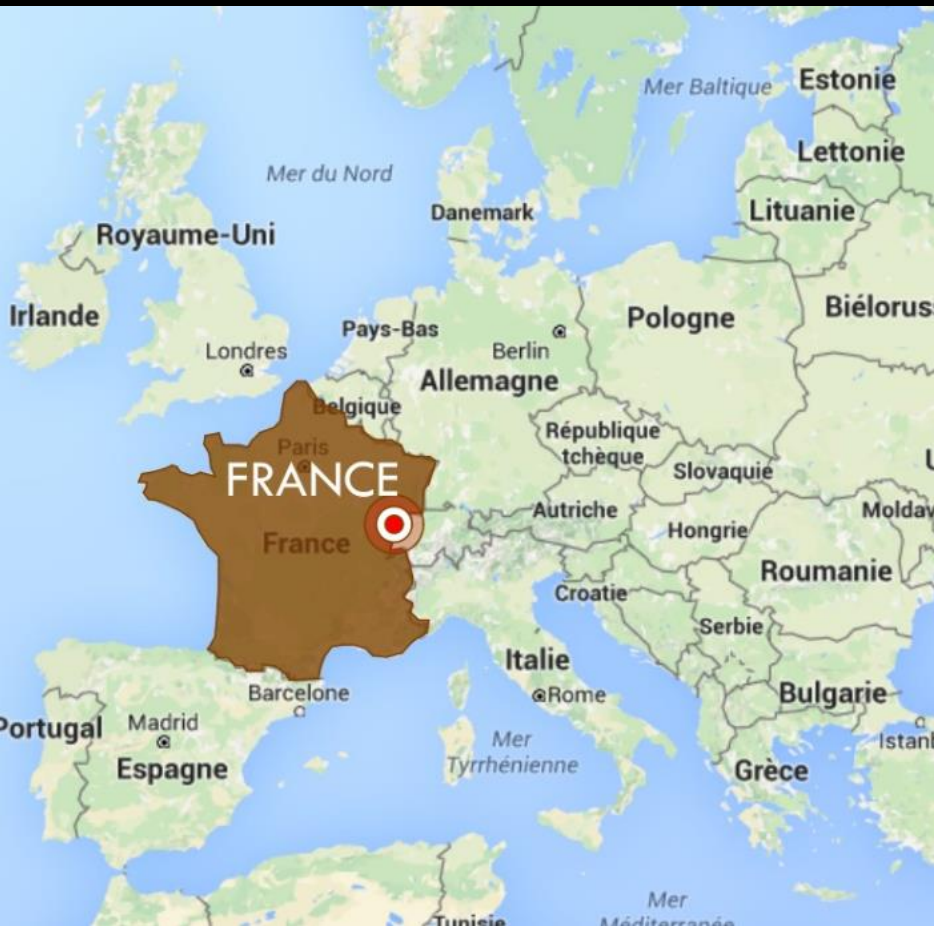 Mer Baltique
Estonie
Lettonie
Mer du Nord
Danemark
Lituanie
Royaume-Uni
Irlande
Pays-Bas
Pologne
Biélorus
Londres
Berlin
Allemagne
Belgique
République
tchèque
Paris
Slovaquie
FRANCE
Autriche
Moldav
France
Hongrie
Roumanie
Croatie
Serbie
Italie
Barcelone
Rome
Bulgarie
Portugal
Madrid
Istanb
Mer
Tyrrhénienne
Espagne
Grèce
Mer
Méditerranée
Tunisie